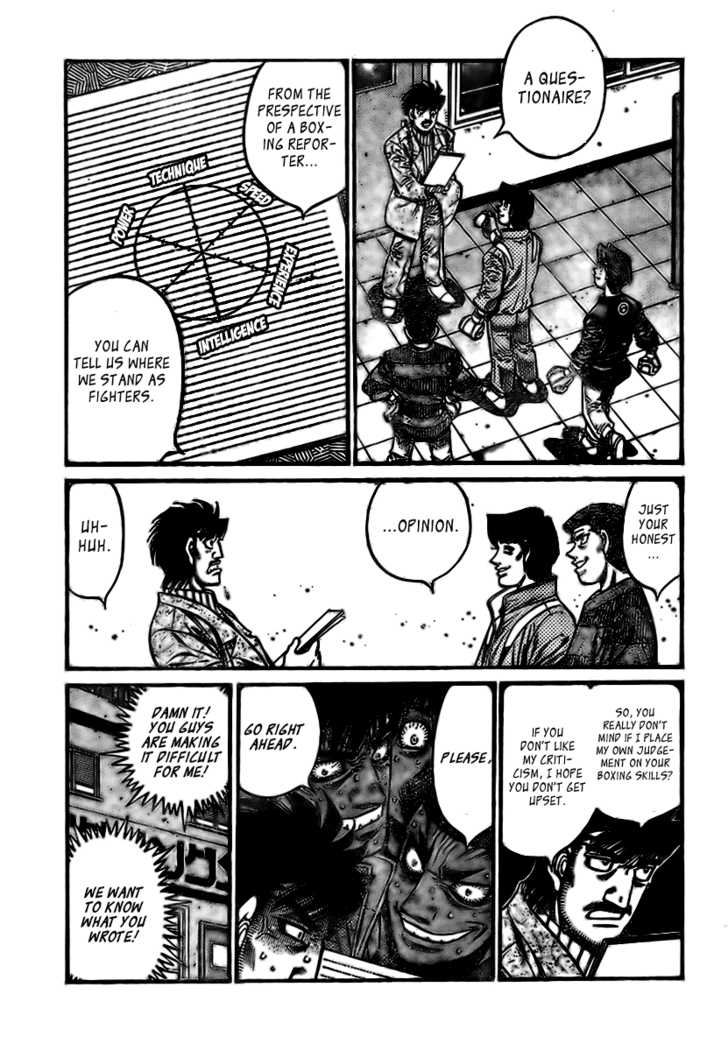 A QUES-
TIONAIRE?
FROM THE
PRESPECTIVE
OF A BOX-
ING REPOR-
TER...
TECHNIQUE
SPEED
POWER
EXPERIENCE
INTELLIGENCE
YOU CAN
TELL US WHERE
WE STAND AS
FIGHTERS.
JUST
YOUR
HONEST
...
...OPINION.
UH-
HUH.
SO, YOU
REALLY DON'T
MIND IF I PLACE
MY OWN JUDGE-
MENT ON YOUR
BOXING SKILLS?
IF YOU
DON'T LIKE
MY CRITI-
CISM, I HOPE
YOU DON'T GET
UPSET.
PLEASE,
GO RIGHT
AHEAD.
DAMN IT!
YOU GUYS
ARE MAKING
IT DIFFICULT
FOR ME!
WE WANT
TO KNOW
WHAT YOU
WROTE!